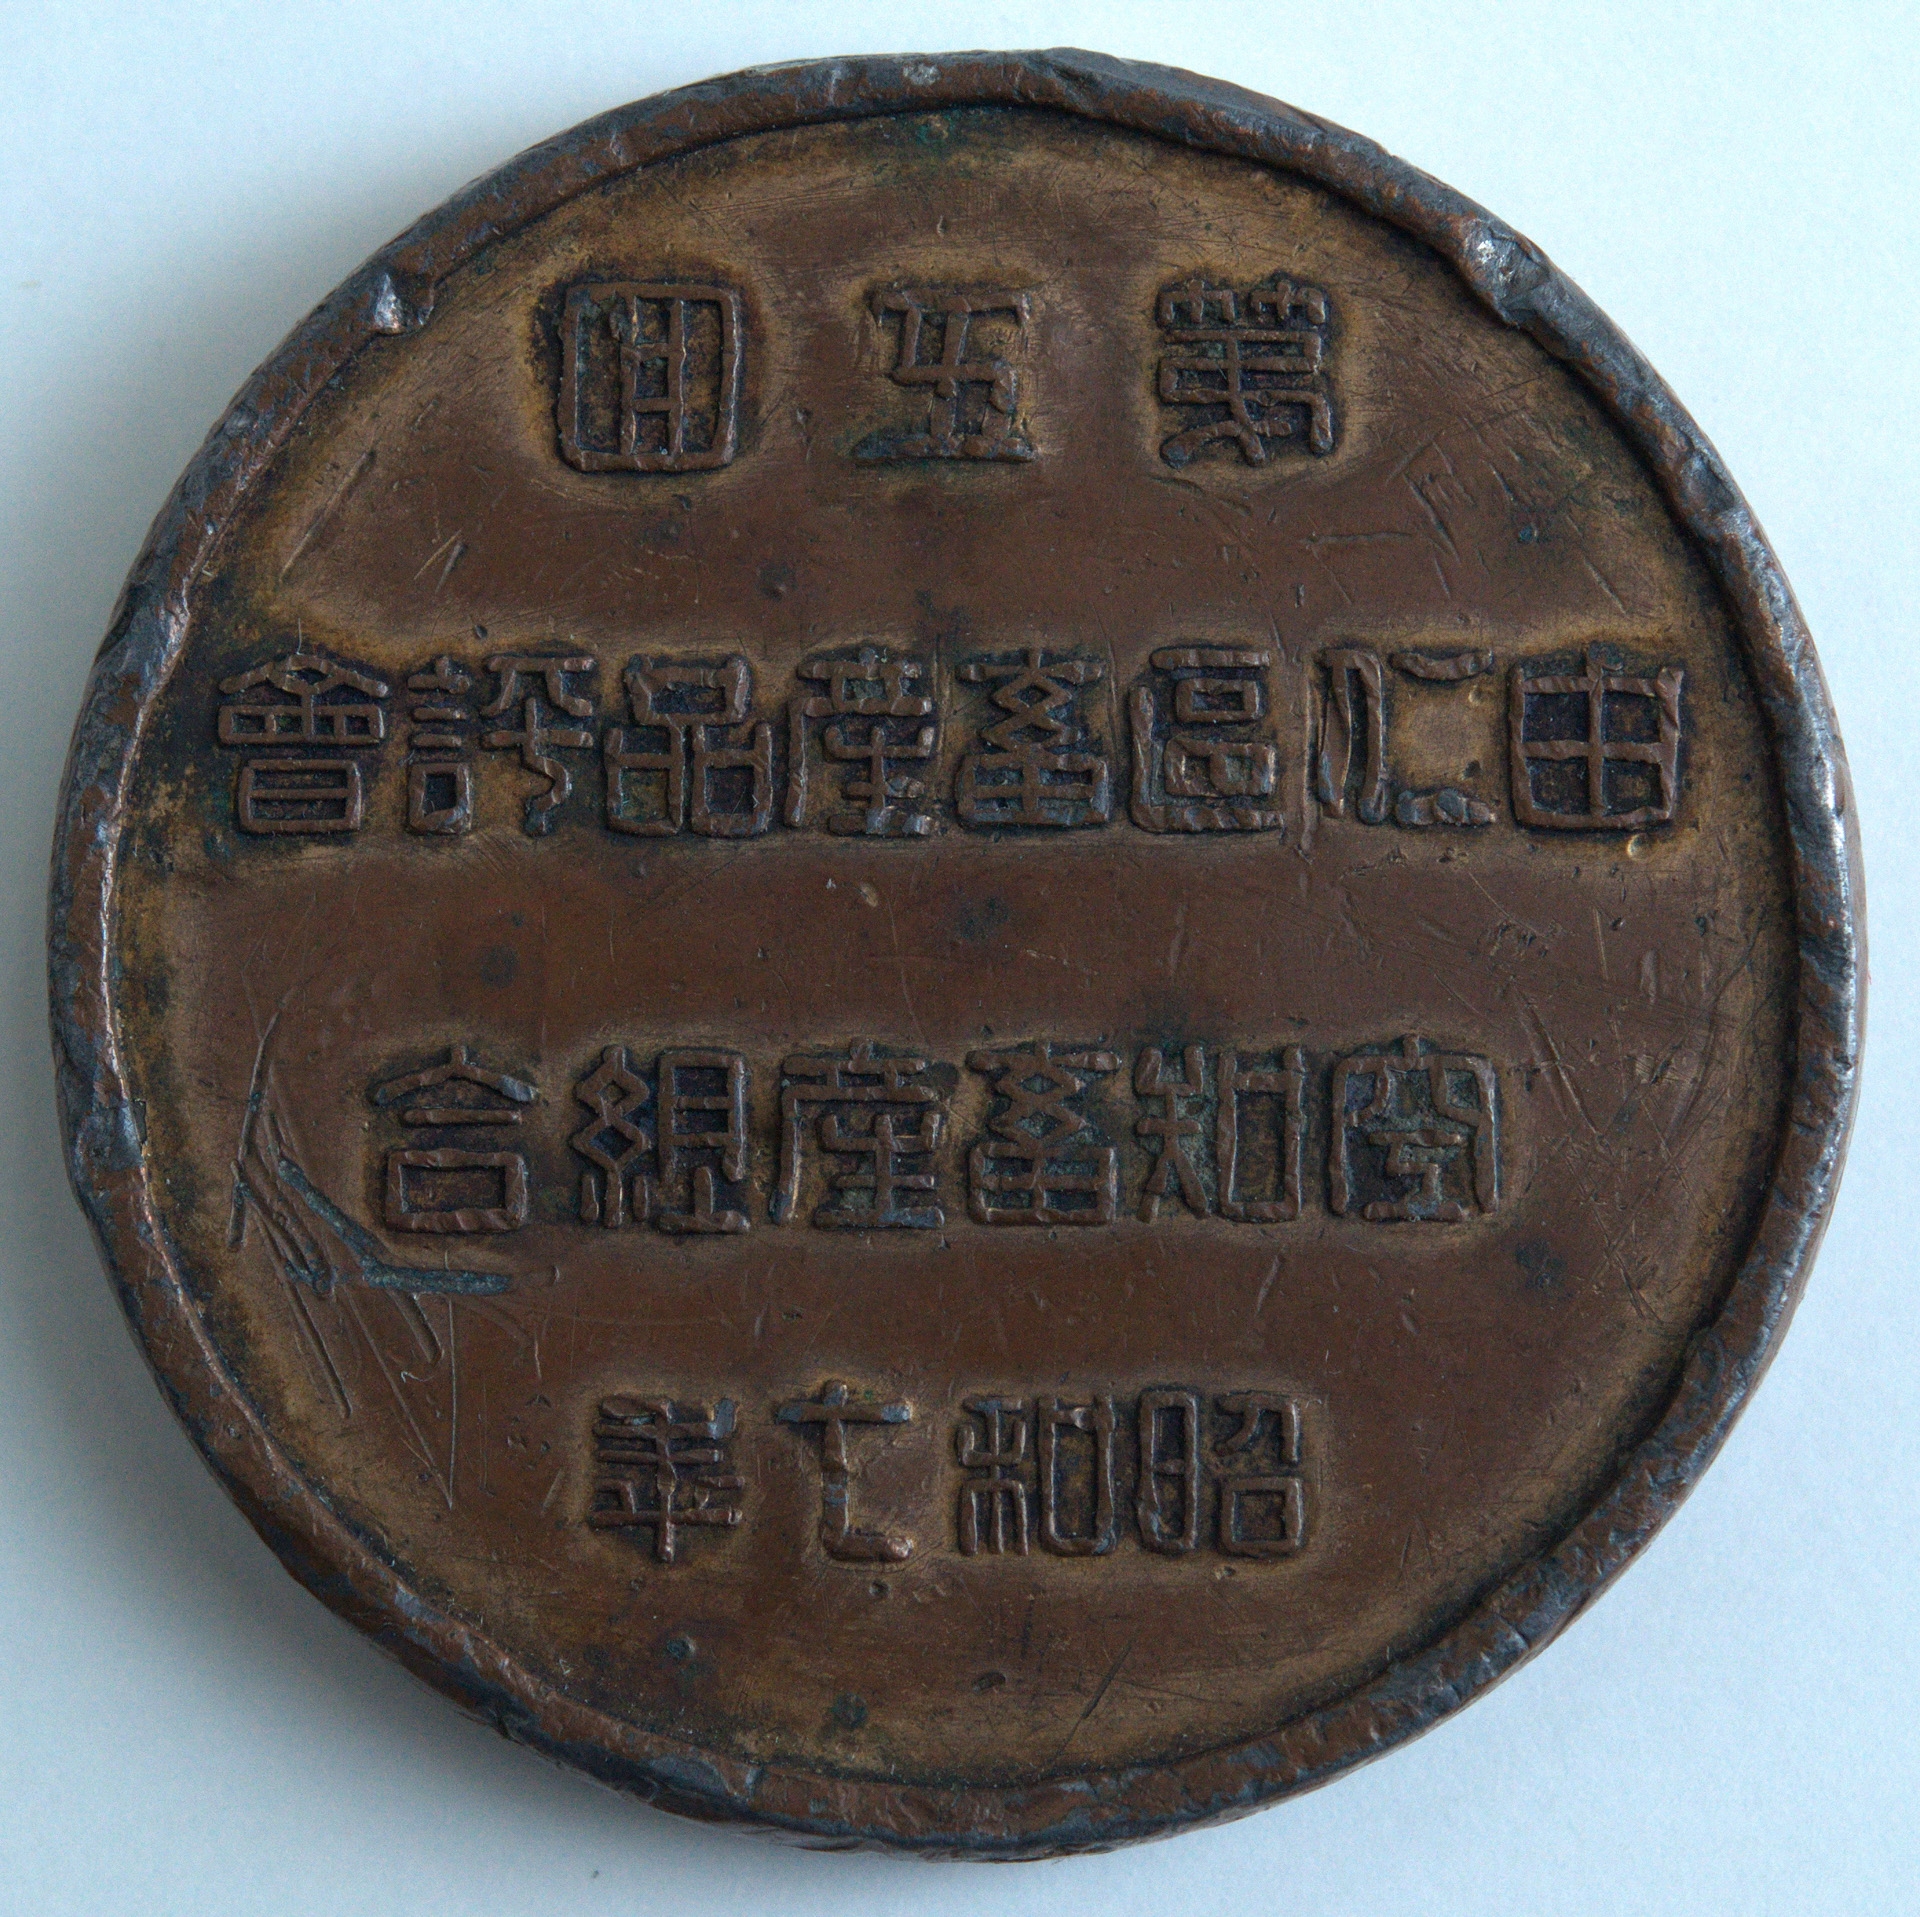 第五回
由仁區畜産品評會
空知畜産組合
昭和七年